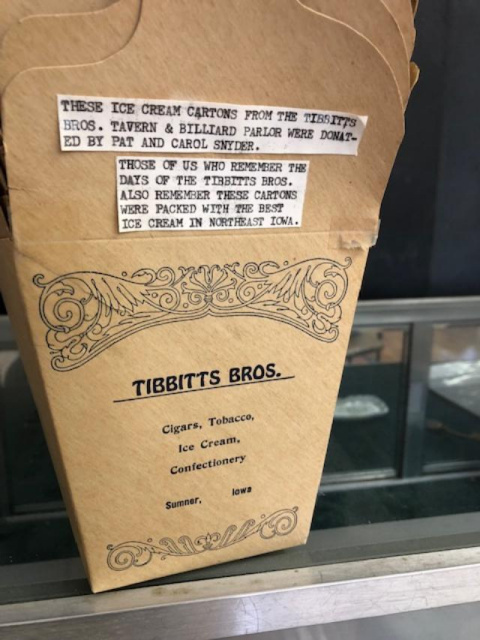 THESE ICE CREAM CARTONS FROM THE TIBBITTS
BROS. TAVERN & BILLIARD PARLOR WERE DONAT-
ED BY PAT AND CAROL SNYDER.
THOSE OF US WHO REMEMBER THE
DAYS OF THE TIBBITTS BROS.
ALSO REMEMBER THESE CARTONS
WERE PACKED WITH THE BEST
ICE CREAM IN NORTHEAST IOWA.
TIBBITTS BROS.
Cigars, Tobacco,
Ice Cream,
Confectionery
Sumner, Iowa